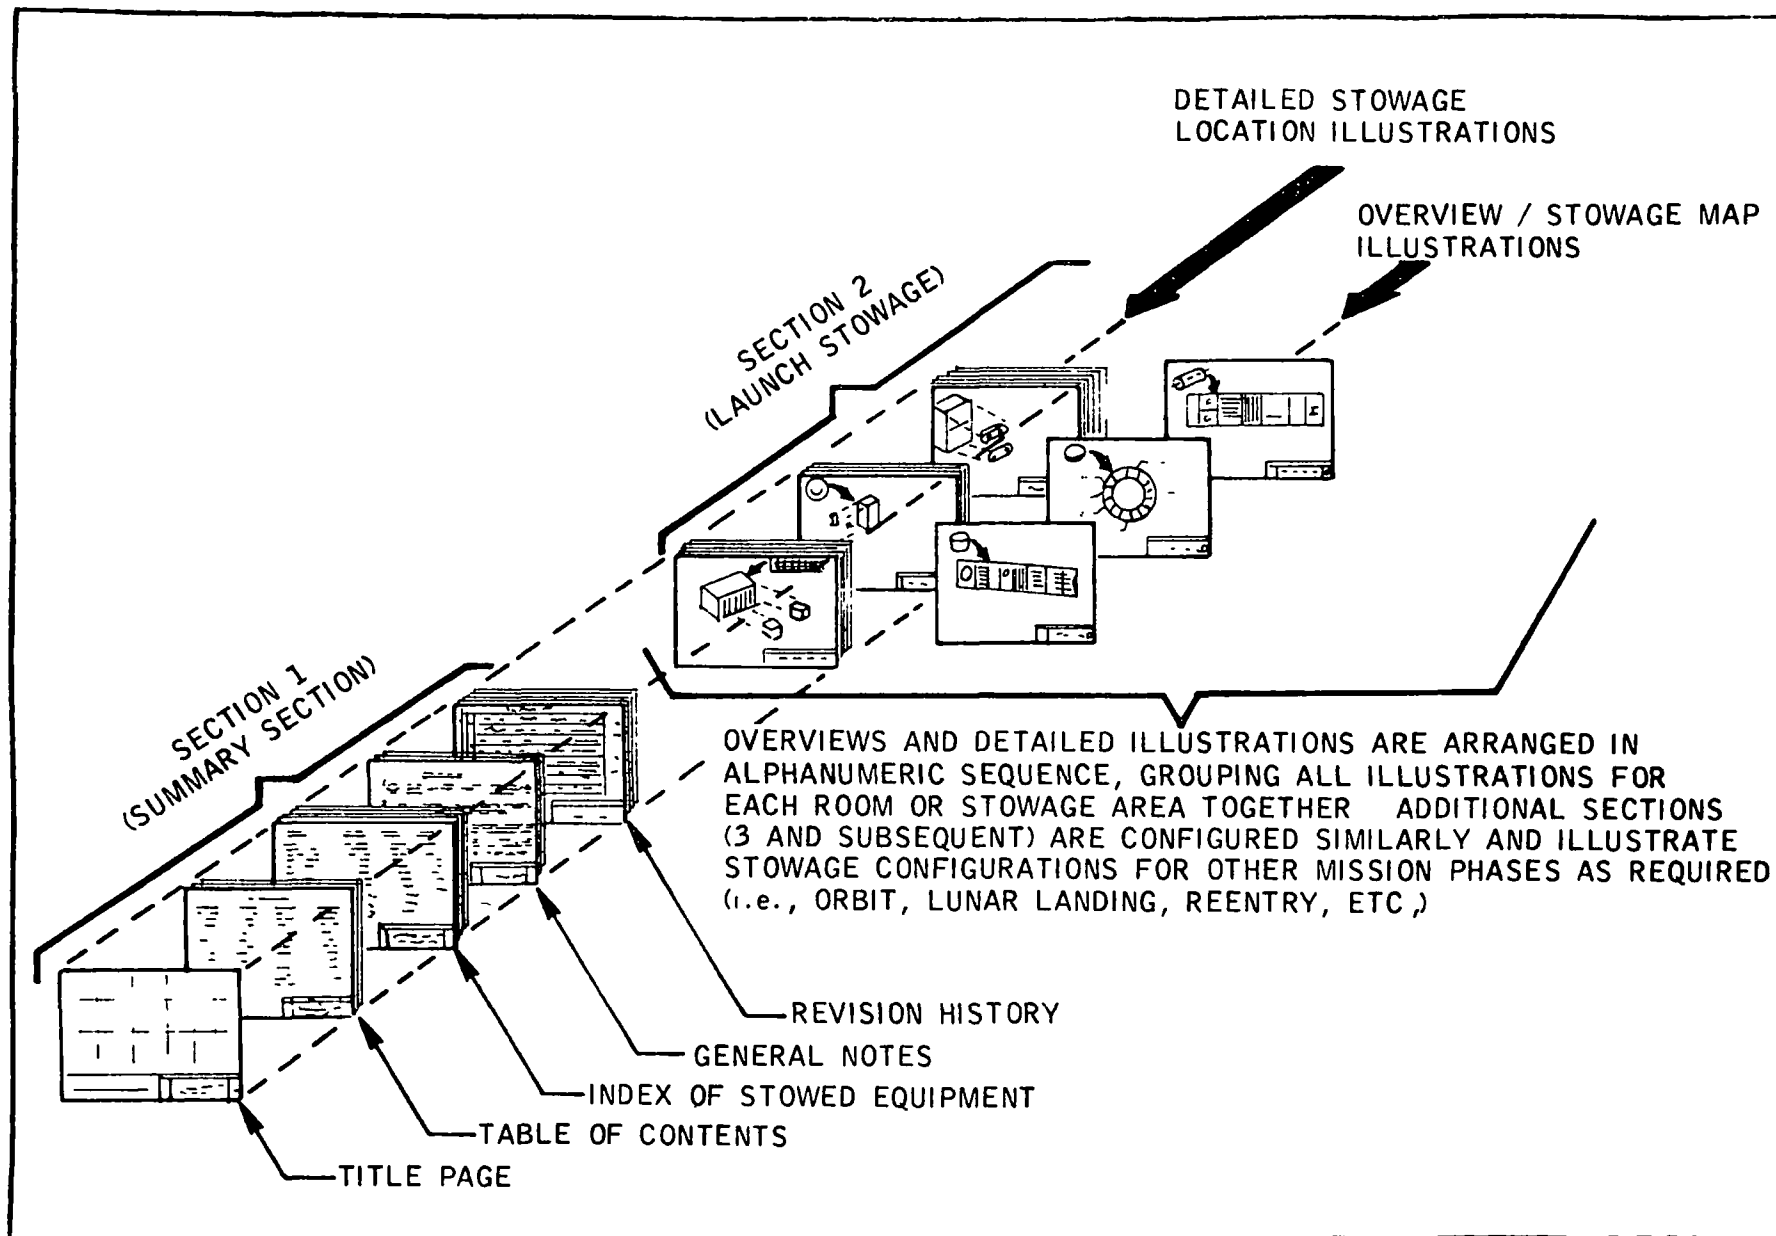 DETAILED STOWAGE
LOCATION ILLUSTRATIONS
OVERVIEW / STOWAGE MAP
ILLUSTRATIONS
SECTION 2
(LAUNCH STOWAGE)
SECTION 1
(SUMMARY SECTION)
OVERVIEWS AND DETAILED ILLUSTRATIONS ARE ARRANGED IN
ALPHANUMERIC SEQUENCE, GROUPING ALL ILLUSTRATIONS FOR
EACH ROOM OR STOWAGE AREA TOGETHER ADDITIONAL SECTIONS
(3 AND SUBSEQUENT) ARE CONFIGURED SIMILARLY AND ILLUSTRATE
STOWAGE CONFIGURATIONS FOR OTHER MISSION PHASES AS REQUIRED
(i.e., ORBIT, LUNAR LANDING, REENTRY, ETC,)
REVISION HISTORY
GENERAL NOTES
INDEX OF STOWED EQUIPMENT
TABLE OF CONTENTS
TITLE PAGE